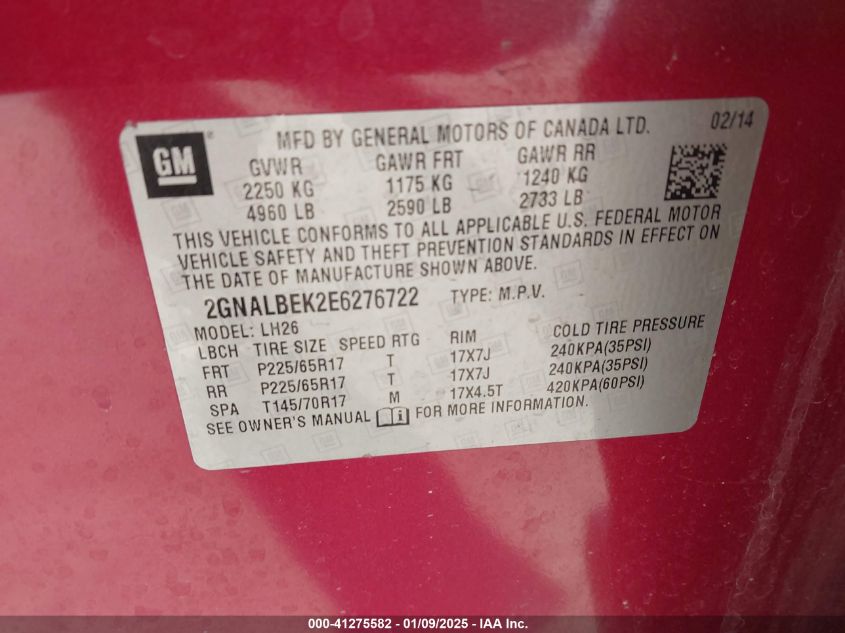 GM
MFD BY GENERAL MOTORS OF CANADA LTD. 02/14
GVWR GAWR FRT GAWR RR
2250 KG 1175 KG 1240 KG
4960 LB 2590 LB 2733 LB
THIS VEHICLE CONFORMS TO ALL APPLICABLE U.S. FEDERAL MOTOR
VEHICLE SAFETY AND THEFT PREVENTION STANDARDS IN EFFECT ON
THE DATE OF MANUFACTURE SHOWN ABOVE.
2GNALBEK2E6276722 TYPE: M.P.V.
MODEL: LH26
LBCH TIRE SIZE SPEED RTG RIM COLD TIRE PRESSURE
FRT P225/65R17 T 17X7J 240KPA(35PSI)
RR P225/65R17 T 17X7J 240KPA(35PSI)
SPA T145/70R17 M 17X4.5T 420KPA(60PSI)
SEE OWNER'S MANUAL FOR MORE INFORMATION.
000-41275582 - 01/09/2025 - IAA Inc.